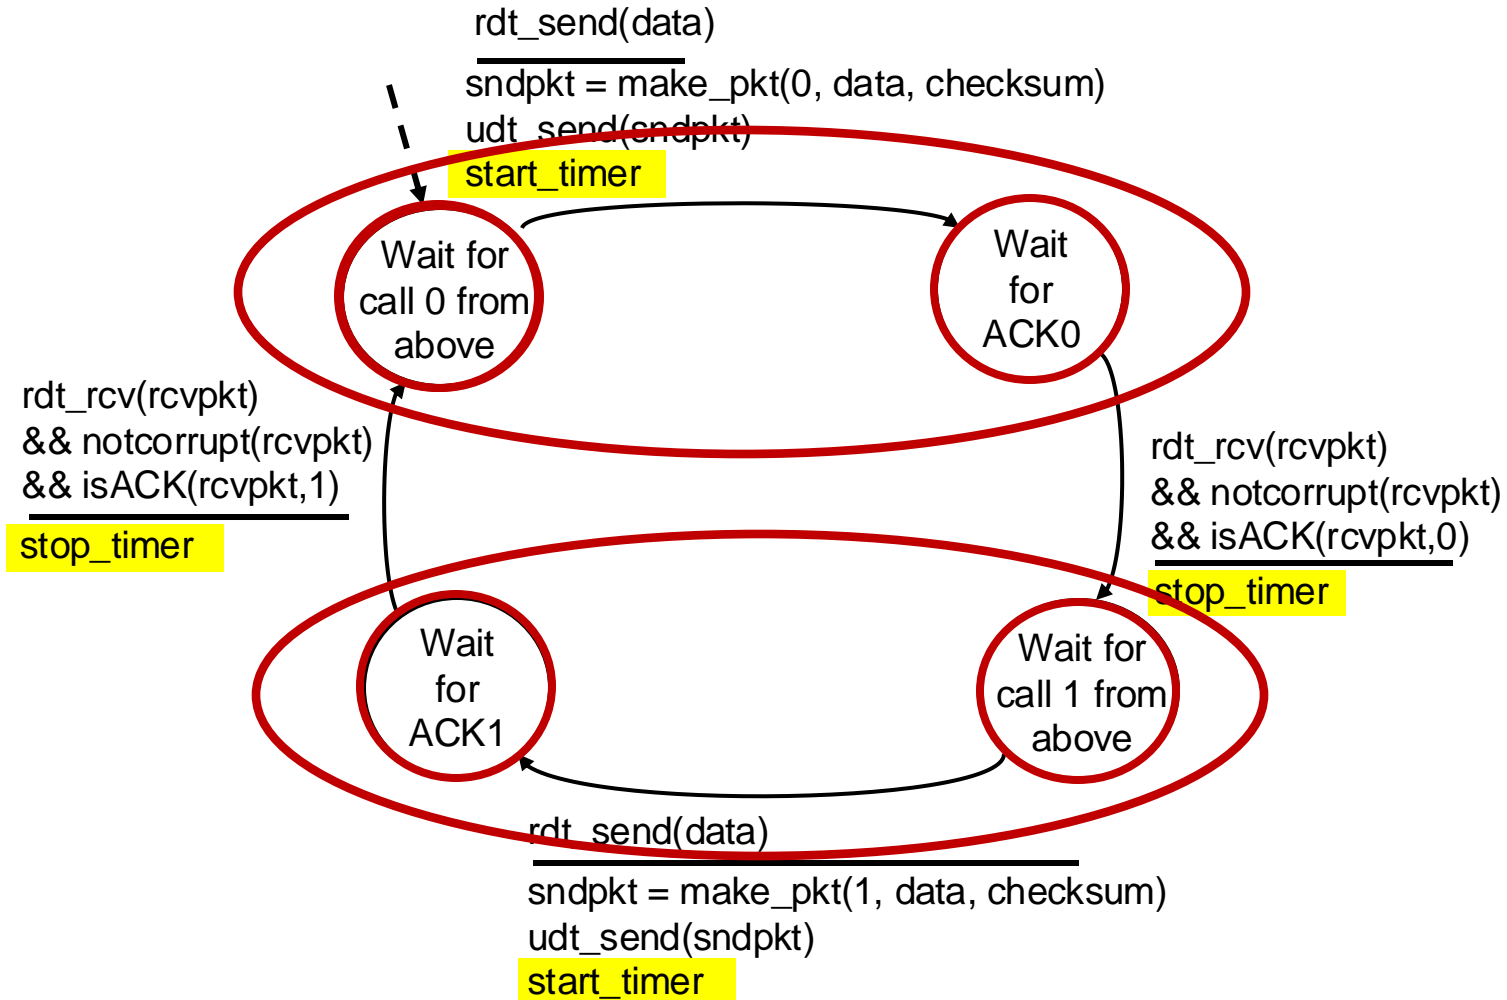 rdt_send(data)
sndpkt = make_pkt(0, data, checksum)
udt_send(sndpkt)
start_timer
Wait for
call 0 from
above
Wait
for
ACK0
rdt_rcv(rcvpkt)
&& notcorrupt(rcvpkt)
&& isACK(rcvpkt,1)
stop_timer
rdt_rcv(rcvpkt)
&& notcorrupt(rcvpkt)
&& isACK(rcvpkt,0)
stop_timer
Wait
for
ACK1
Wait for
call 1 from
above
rdt_send(data)
sndpkt = make_pkt(1, data, checksum)
udt_send(sndpkt)
start_timer